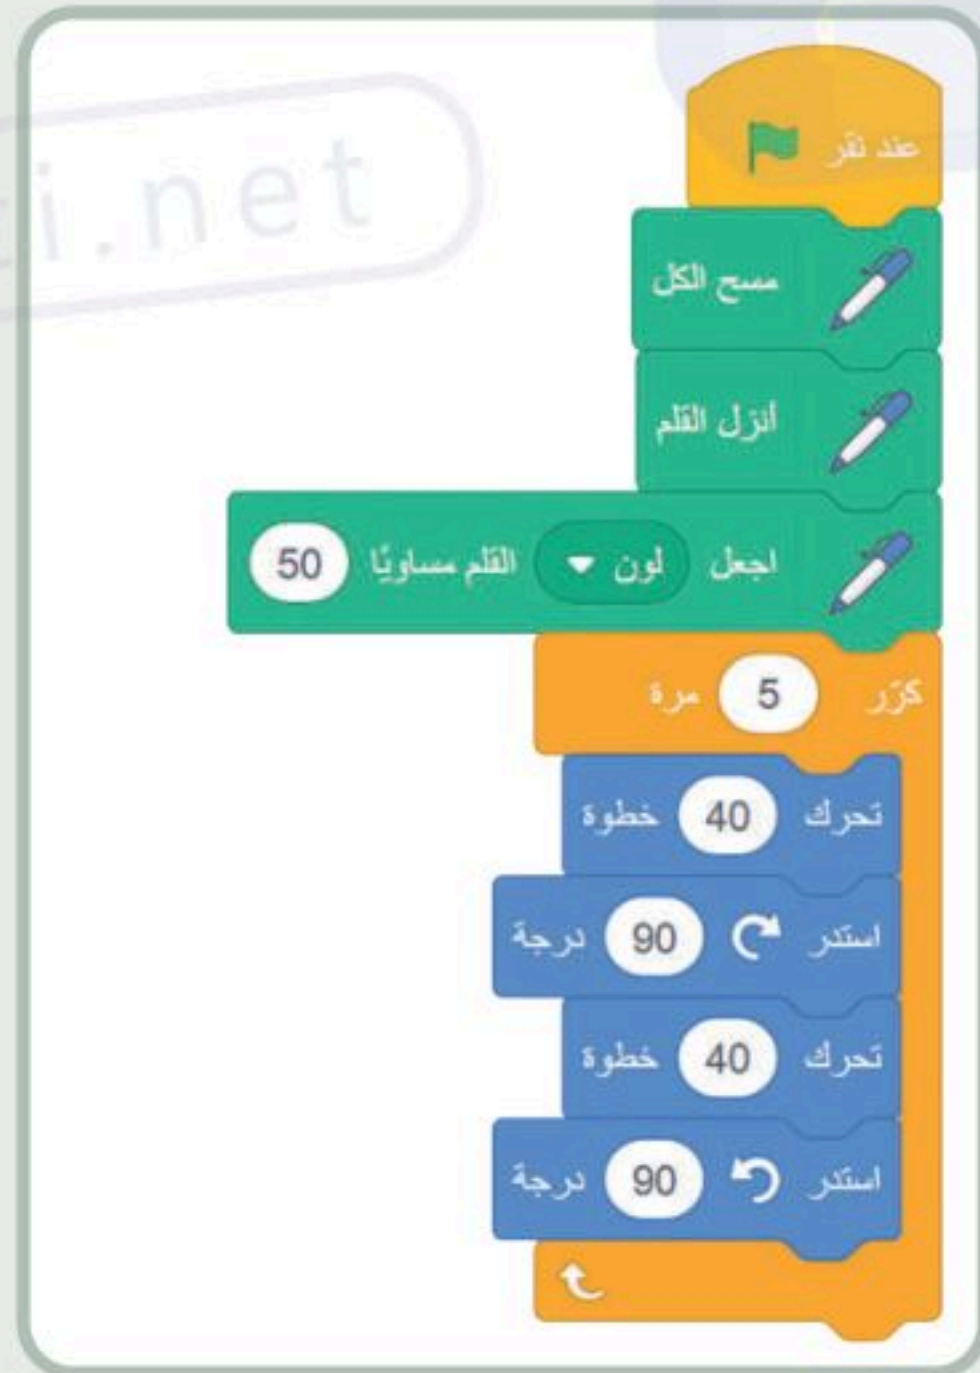 i.net
عند نقر
مسح الكل
أنزل القلم
اجعل لون القلم مساويًا 50
كرّر 5 مرة
تحرك 40 خطوة
استدر 90 درجة
تحرك 40 خطوة
استدر 90 درجة